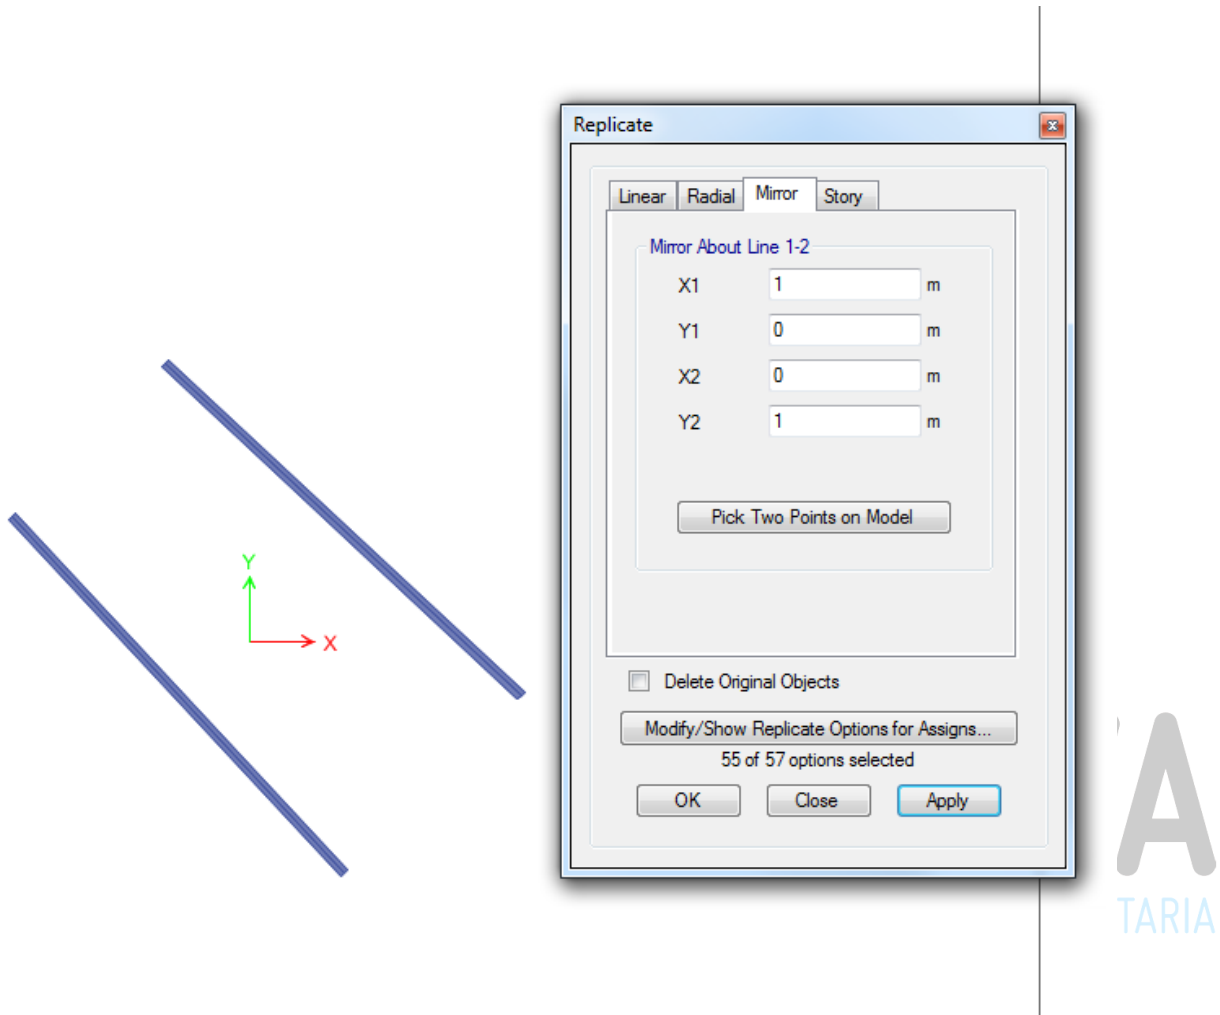 Replicate
Linear Radial Mirror Story
Mirror About Line 1-2
X1 1 m
Y1 0 m
X2 0 m
Y2 1 m
Pick Two Points on Model
Y
X
Delete Original Objects
Modify/Show Replicate Options for Assigns...
55 of 57 options selected
OK Close Apply
A
TARIA